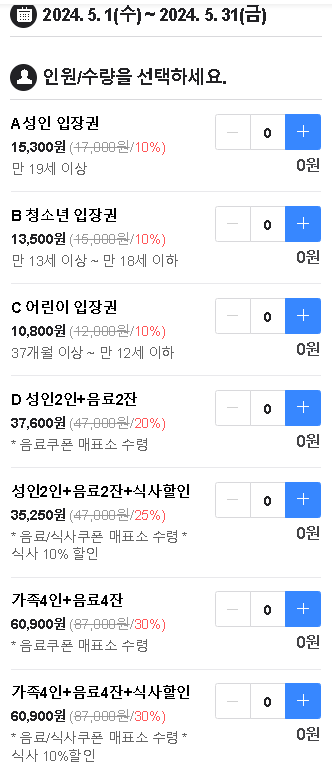 2024. 5. 1(수) ~ 2024. 5. 31(금)
인원/수량을 선택하세요.
A 성인 입장권
15,300원 (17,000원/10%)
만 19세 이상
0
0원
B 청소년 입장권
13,500원 (15,000원/10%)
만 13세 이상 ~ 만 18세 이하
0
0원
C 어린이 입장권
10,800원 (12,000원/10%)
37개월 이상 ~ 만 12세 이하
0
0원
D 성인2인+음료2잔
37,600원 (47,000원/20%)
* 음료쿠폰 매표소 수령
0
0원
성인2인+음료2잔+식사할인
35,250원 (47,000원/25%)
* 음료/식사쿠폰 매표소 수령 *
식사 10% 할인
0
0원
가족4인+음료4잔
60,900원 (87,000원/30%)
* 음료쿠폰 매표소 수령
0
0원
가족4인+음료4잔+식사할인
60,900원 (87,000원/30%)
* 음료/식사쿠폰 매표소 수령 *
식사 10%할인
0
0원